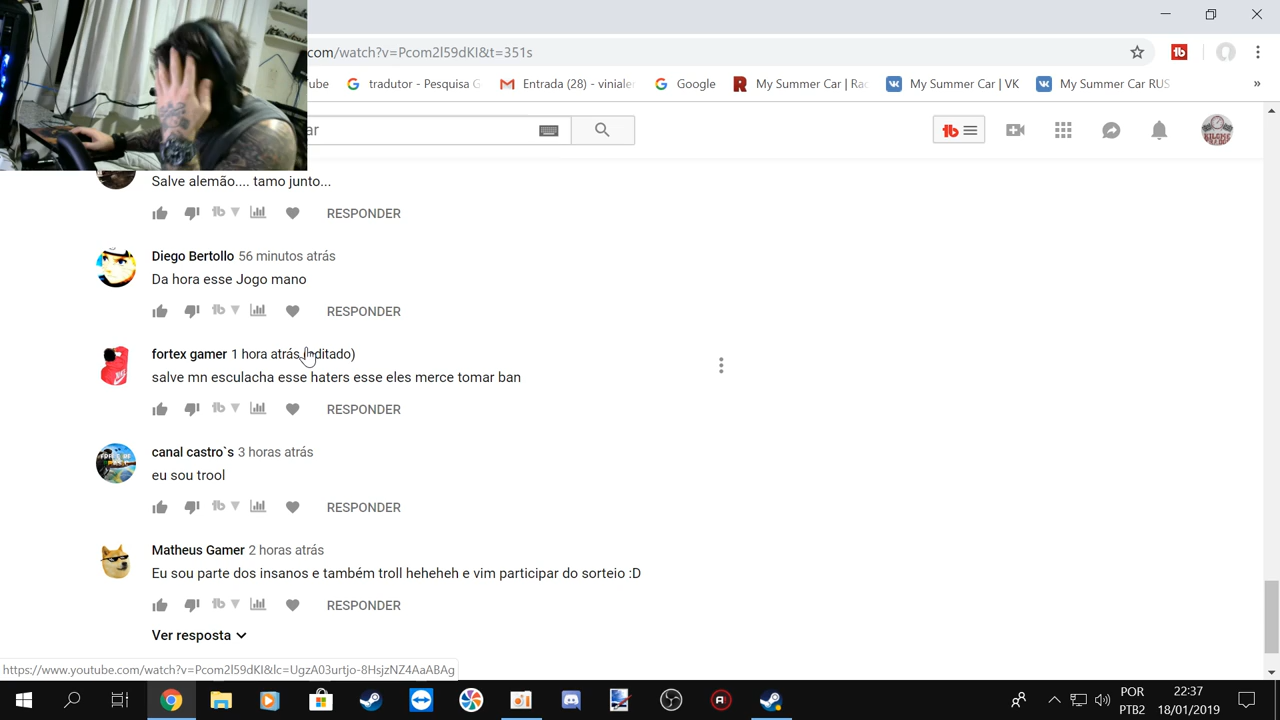 com/watch?v=Pcom2l59dKI&t=351s
ube tradutor - Pesquisa G Entrada (28) - vinialer Google My Summer Car | Rac My Summer Car | VK My Summer Car RUS »
ar
Salve alemão.... tamo junto...
RESPONDER
Diego Bertollo 56 minutos atrás
Da hora esse Jogo mano
RESPONDER
fortex gamer 1 hora atrás (editado)
salve mn esculacha esse haters esse eles merce tomar ban
RESPONDER
canal castro`s 3 horas atrás
eu sou trool
RESPONDER
Matheus Gamer 2 horas atrás
Eu sou parte dos insanos e também troll heheheh e vim participar do sorteio :D
RESPONDER
Ver resposta
https://www.youtube.com/watch?v=Pcom2l59dKI&lc=UgzA03urtjo-8HsjzNZ4AaABAg
POR 22:37
PTB2 18/01/2019